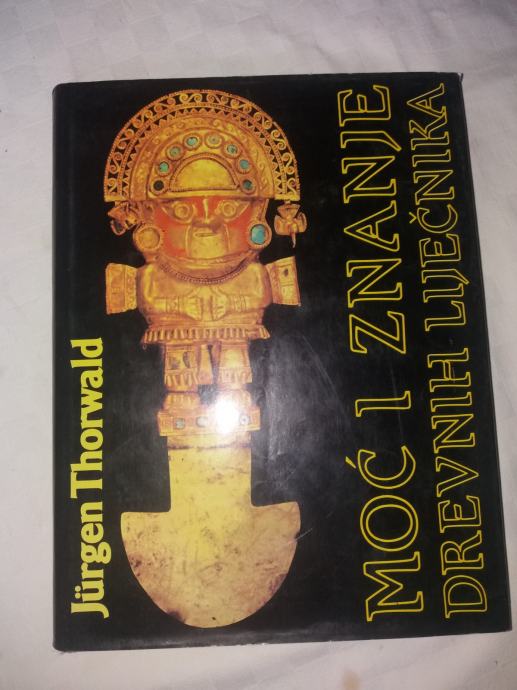 Jürgen Thorwald
MOĆ I ZNANJE
DREVNIH LIJEČNIKA